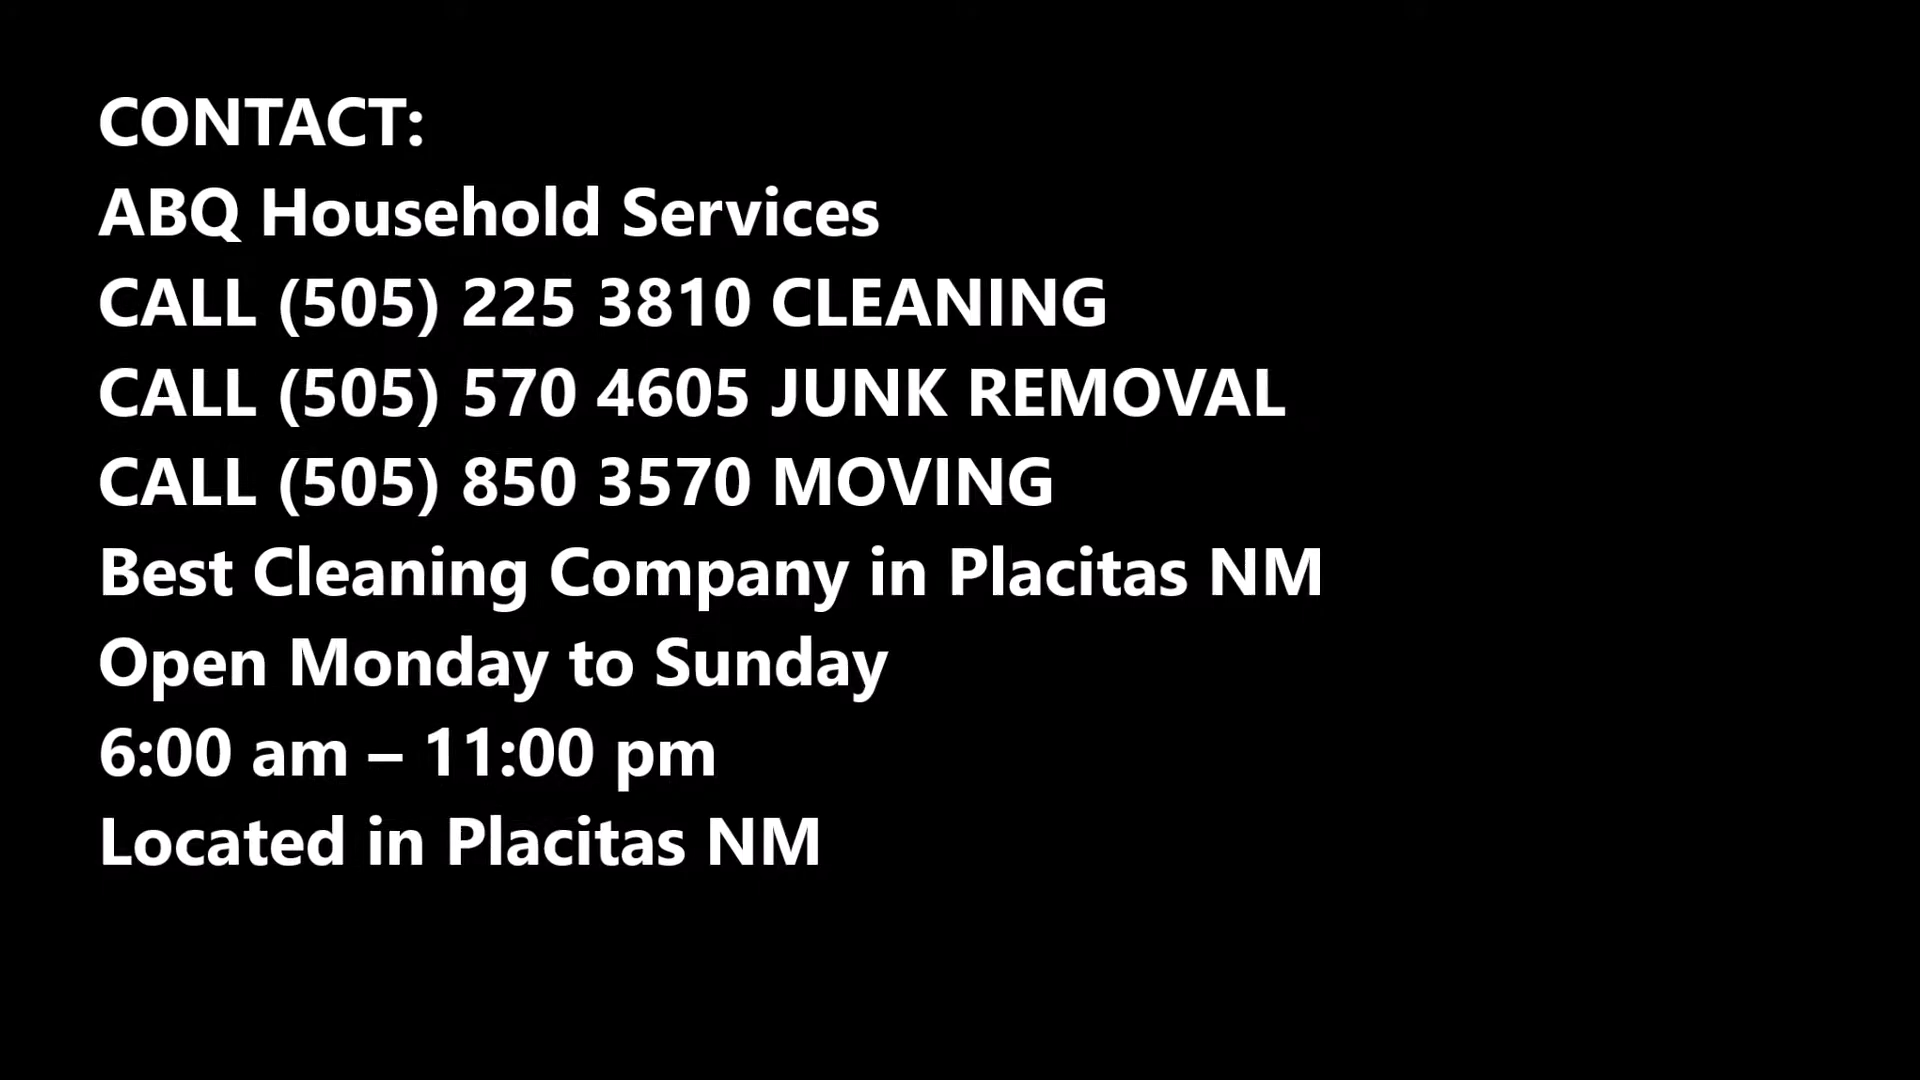 CONTACT:
ABQ Household Services
CALL (505) 225 3810 CLEANING
CALL (505) 570 4605 JUNK REMOVAL
CALL (505) 850 3570 MOVING
Best Cleaning Company in Placitas NM
Open Monday to Sunday
6:00 am – 11:00 pm
Located in Placitas NM